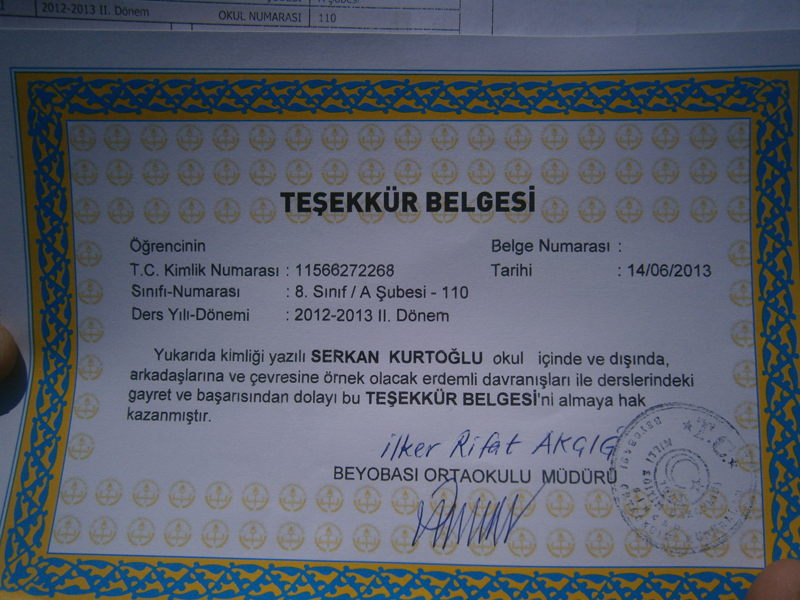 2012-2013 II. Dönem
OKUL NUMARASI
110
TEŞEKKÜR BELGESİ
Öğrencinin
Belge Numarası :
T.C. Kimlik Numarası : 11566272268
Tarihi : 14/06/2013
Sınıfı-Numarası : 8. Sınıf / A Şubesi - 110
Ders Yılı-Dönemi : 2012-2013 II. Dönem
Yukarıda kimliği yazılı SERKAN KURTOĞLU okul içinde ve dışında,
arkadaşlarına ve çevresine örnek olacak erdemli davranışları ile derslerindeki
gayret ve başarısından dolayı bu TEŞEKKÜR BELGESİ'ni almaya hak
kazanmıştır.
ilker Rifat
BEYOBASI ORTAOKULU MÜDÜRÜ
T.C.